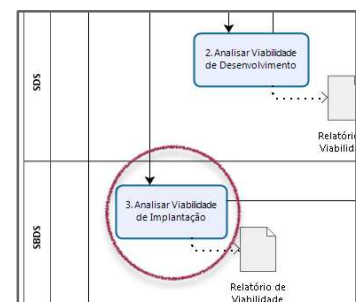 SDS
2. Analisar Viabilidade
de Desenvolvimento
Relatório
Viabilid
SBDS
3. Analisar Viabilidade
de Implantação
Relatório de
Viabilidade